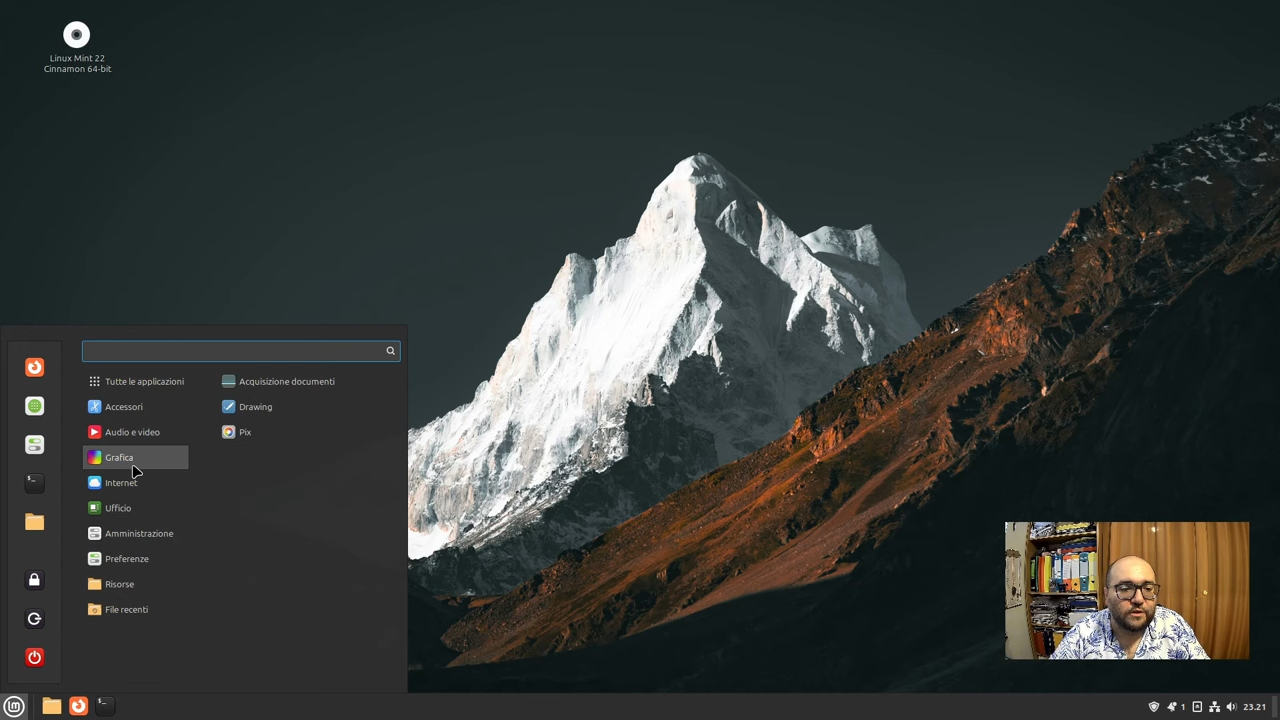 Linux Mint 22
Cinnamon 64-bit
Tutte le applicazioni
Accessori
Audio e video
Grafica
Internet
Ufficio
Amministrazione
Preferenze
Risorse
File recenti
Acquisizione documenti
Drawing
Pix
1
23.21